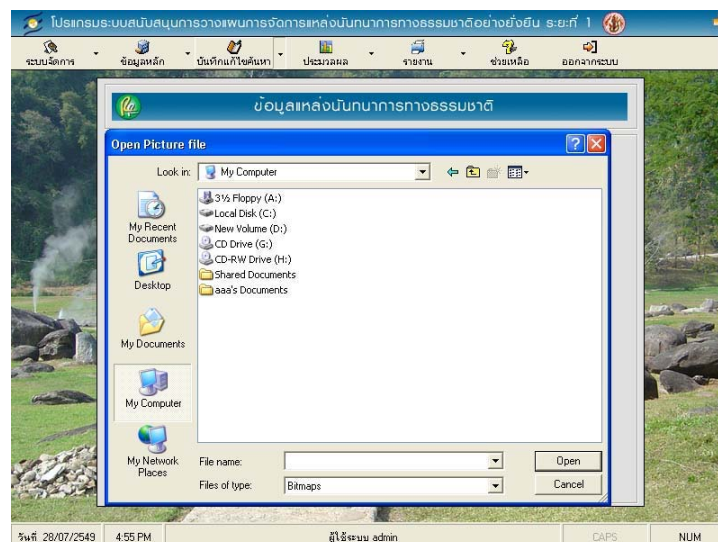 โปรแกรมระบบสนับสนุนการวางแผนการจัดการแหล่งนันทนาการทางธรรมชาติอย่างยั่งยืน ระยะที่ 1
ระบบจัดการ ข้อมูลหลัก บันทึกแก้ไขค้นหา ประมวลผล รายงาน ช่วยเหลือ ออกจากระบบ
ข้อมูลแหล่งนันทนาการทางธรรมชาติ
Open Picture file
Look in: My Computer
3½ Floppy (A:)
Local Disk (C:)
New Volume (D:)
CD Drive (G:)
CD-RW Drive (H:)
Shared Documents
aaa's Documents
My Recent Documents
Desktop
My Documents
My Computer
My Network Places
File name: Open
Files of type: Bitmaps Cancel
วันที่ 28/07/2549 4:55 PM ผู้ใช้ระบบ admin CAPS NUM